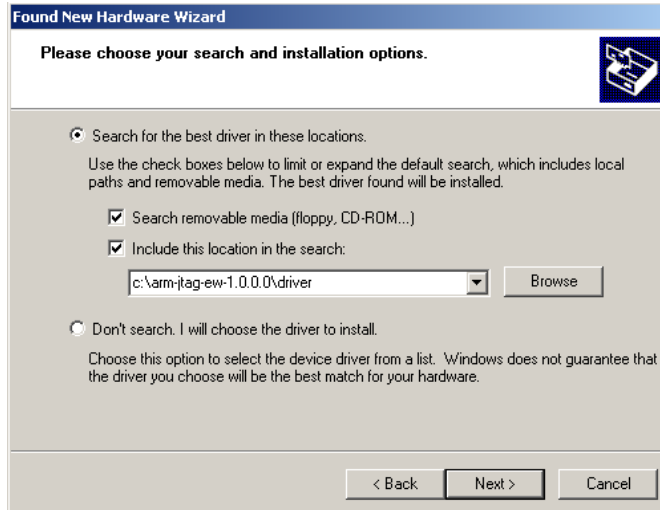 Found New Hardware Wizard
Please choose your search and installation options.
Search for the best driver in these locations.
Use the check boxes below to limit or expand the default search, which includes local
paths and removable media. The best driver found will be installed.
Search removable media (floppy, CD-ROM...)
Include this location in the search:
c:\arm-jtag-ew-1.0.0.0\driver
Browse
Don't search. I will choose the driver to install.
Choose this option to select the device driver from a list. Windows does not guarantee that
the driver you choose will be the best match for your hardware.
< Back
Next >
Cancel